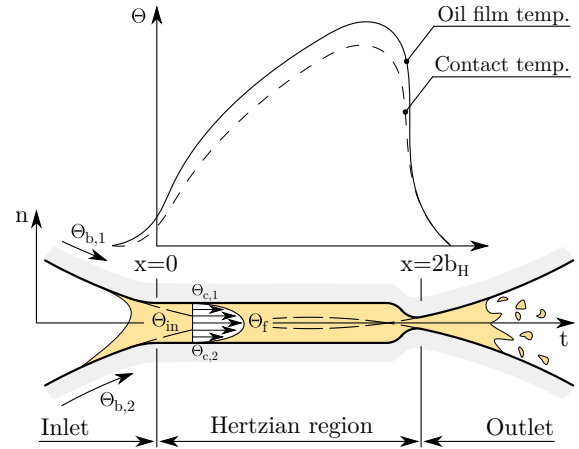 Θ
Oil film temp.
Contact temp.
n
Θb,1
x=0
x=2bH
Θc,1
Θin
Θf
Θc,2
t
Θb,2
Inlet
Hertzian region
Outlet